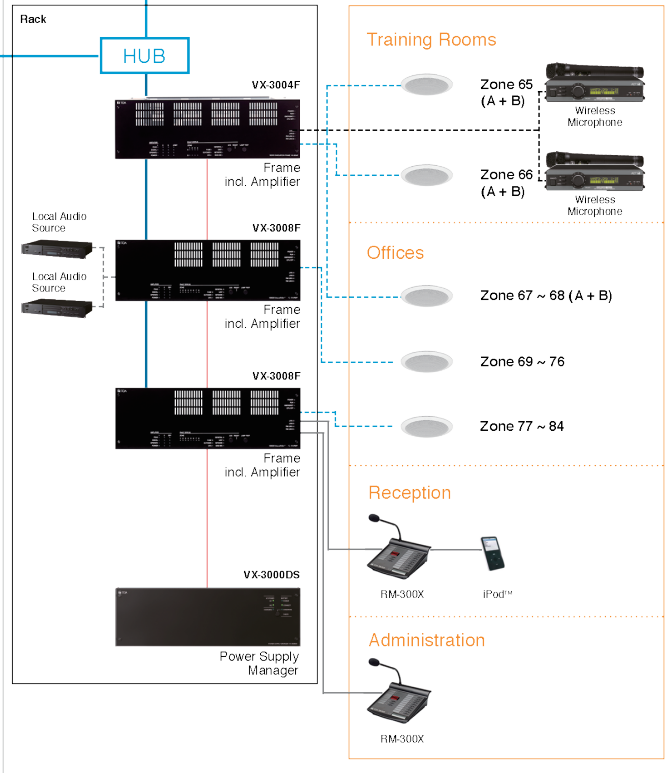 Rack
HUB
VX-3004F
Frame
incl. Amplifier
VX-3008F
Local Audio
Source
Local Audio
Source
Frame
incl. Amplifier
VX-3008F
Frame
incl. Amplifier
VX-3000DS
Power Supply
Manager
Training Rooms
Zone 65
(A + B)
Wireless
Microphone
Zone 66
(A + B)
Wireless
Microphone
Offices
Zone 67 ~ 68 (A + B)
Zone 69 ~ 76
Zone 77 ~ 84
Reception
RM-300X
iPod™
Administration
RM-300X